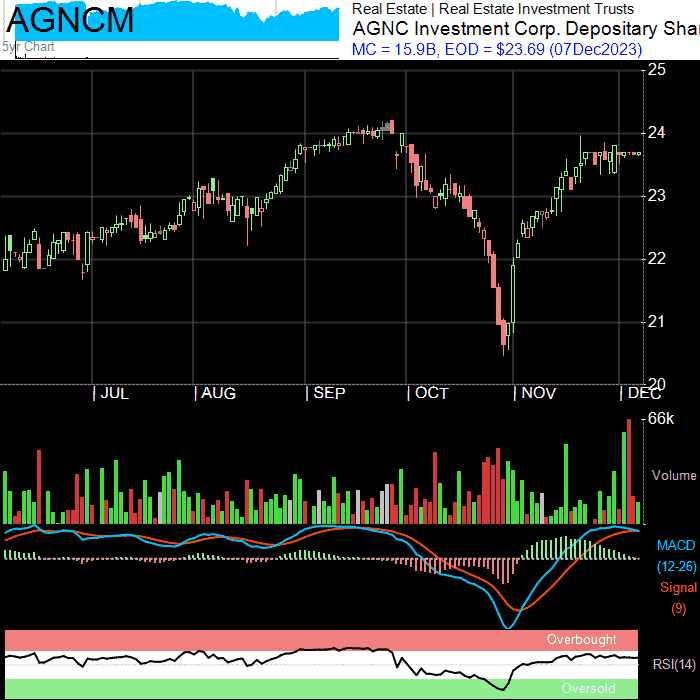 AGNCM
5yr Chart
Real Estate | Real Estate Investment Trusts
AGNC Investment Corp. Depositary Shar
MC = 15.9B, EOD = $23.69 (07Dec2023)
25
24
23
22
21
20
JUL AUG SEP OCT NOV DEC
66k
Volume
MACD
(12-26)
Signal
(9)
Overbought
RSI(14)
Oversold